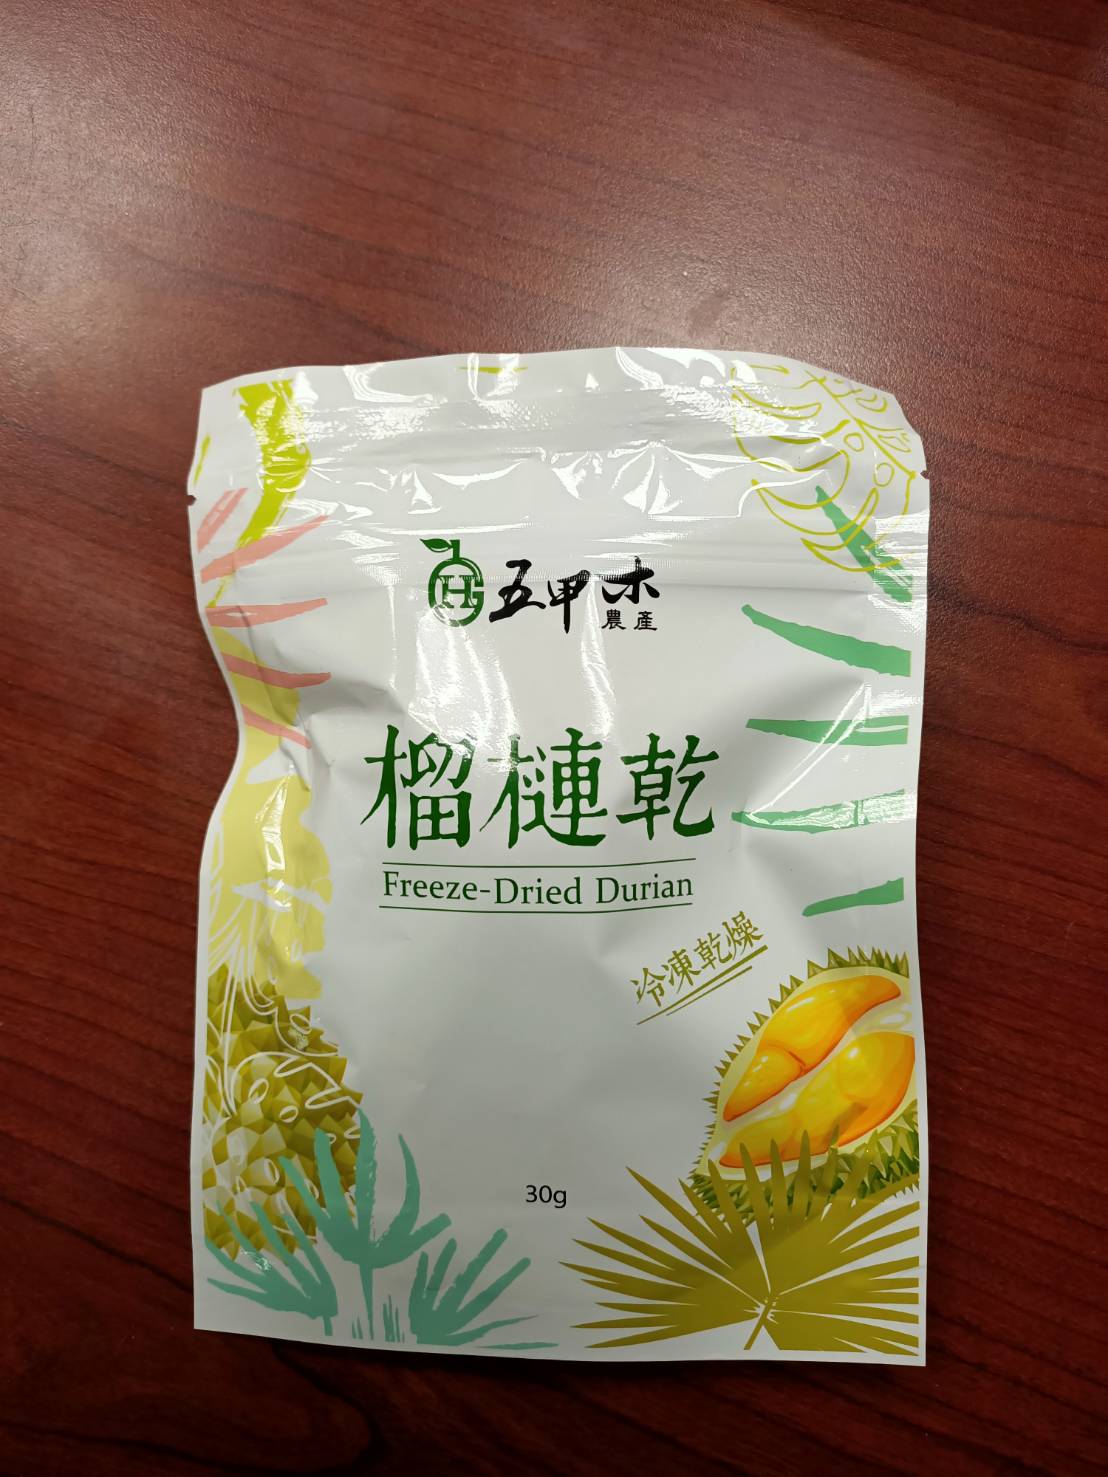 五甲木
農產
榴槤乾
Freeze-Dried Durian
冷凍乾燥
30g